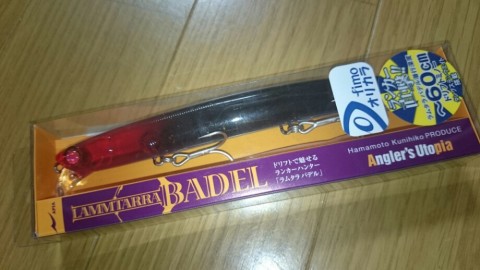 fimo
オリカラ
〜60cm
Hamamoto Kunihiko PRODUCE
Angler's Utopia
LAMMTARRA BADEL
ドリフトで魅せる
ランカーハンター
「ラムタラ バデル」